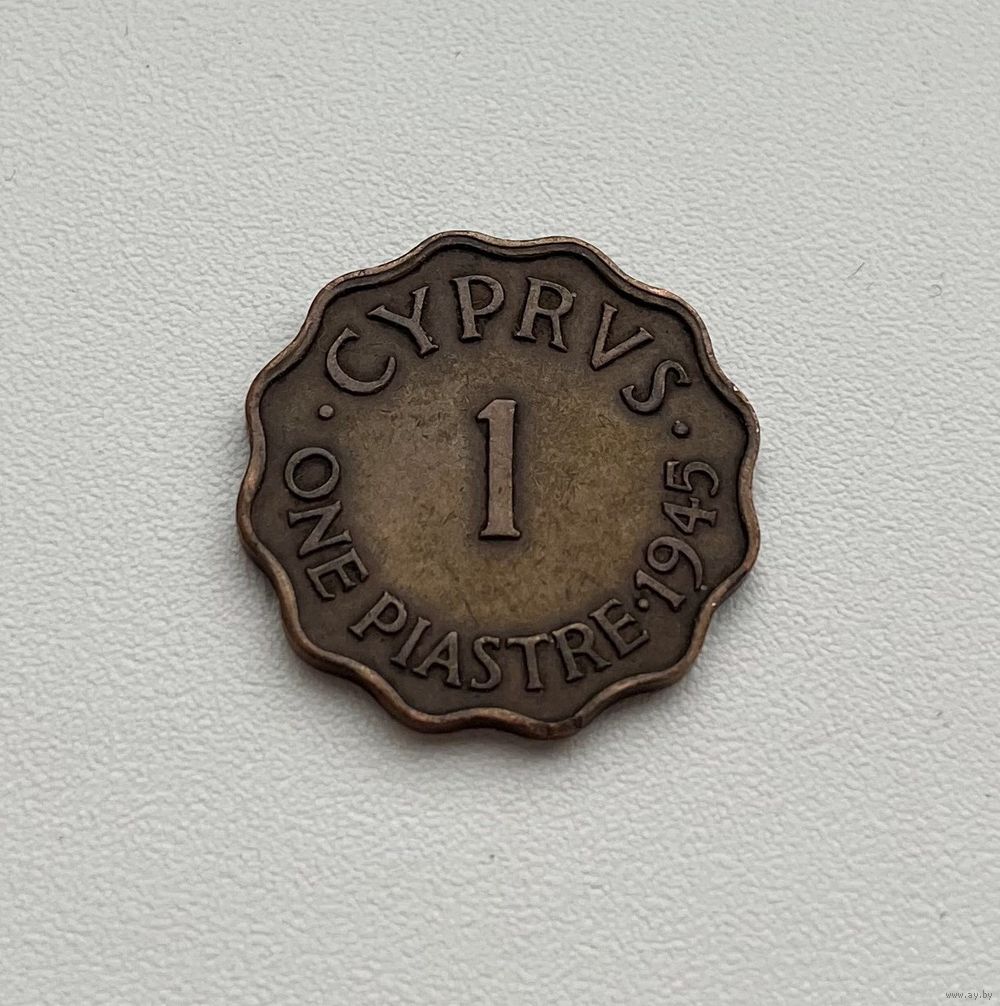 · CYPRVS ·
1
ONE PIASTRE · 1945
www.ay.by